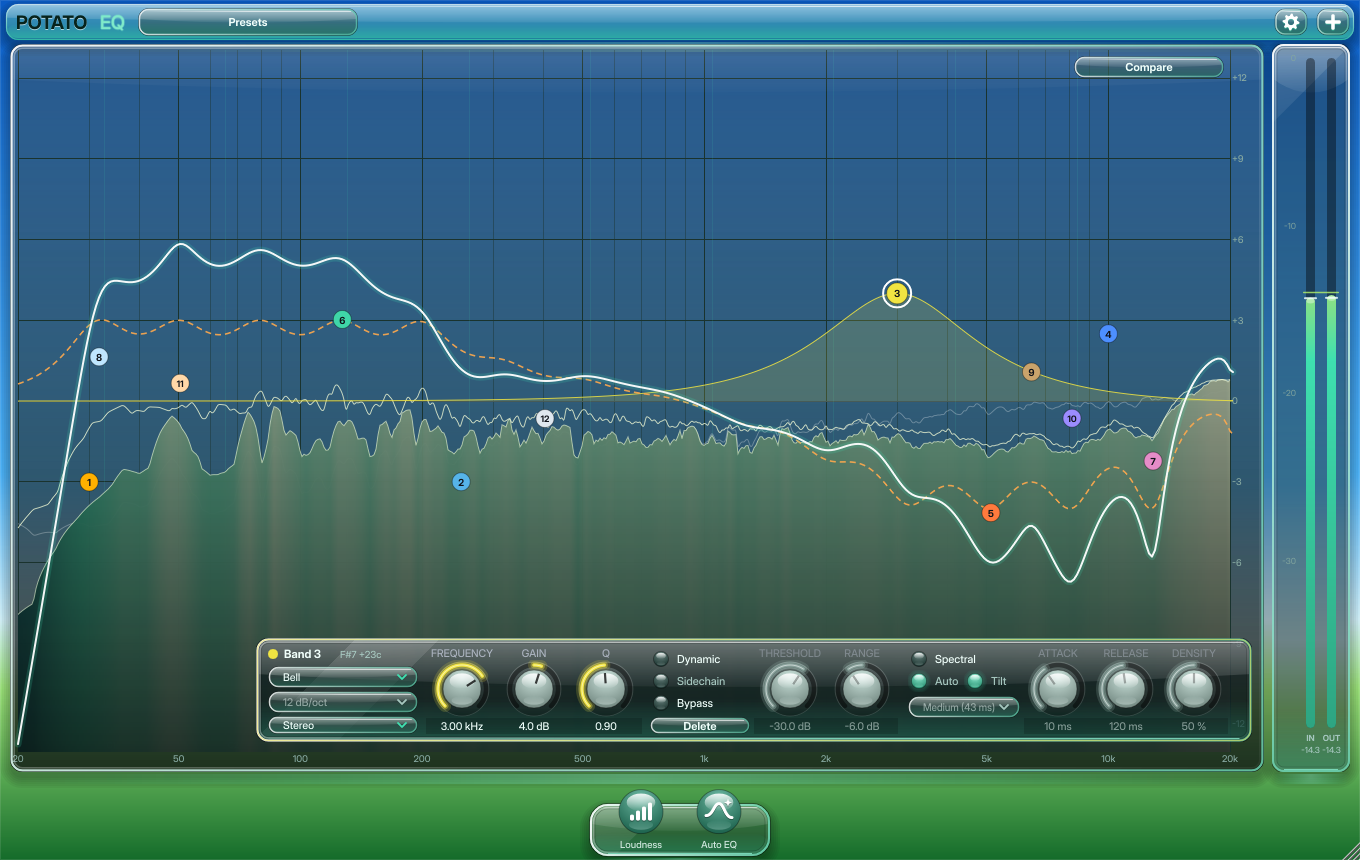 POTATO EQ
Presets
Compare
+12
+9
+6
+3
0
-3
-6
-12
0
-10
-20
-30
IN OUT
-14.3 -14.3
1
2
3
4
5
6
7
8
9
10
11
12
Band 3
F#7 +23c
Bell
12 dB/oct
Stereo
FREQUENCY
3.00 kHz
GAIN
4.0 dB
Q
0.90
Dynamic
Sidechain
Bypass
Delete
THRESHOLD
-30.0 dB
RANGE
-6.0 dB
Spectral
Auto
Tilt
Medium (43 ms)
ATTACK
10 ms
RELEASE
120 ms
DENSITY
50 %
20
50
100
200
500
1k
2k
5k
10k
20k
Loudness
Auto EQ